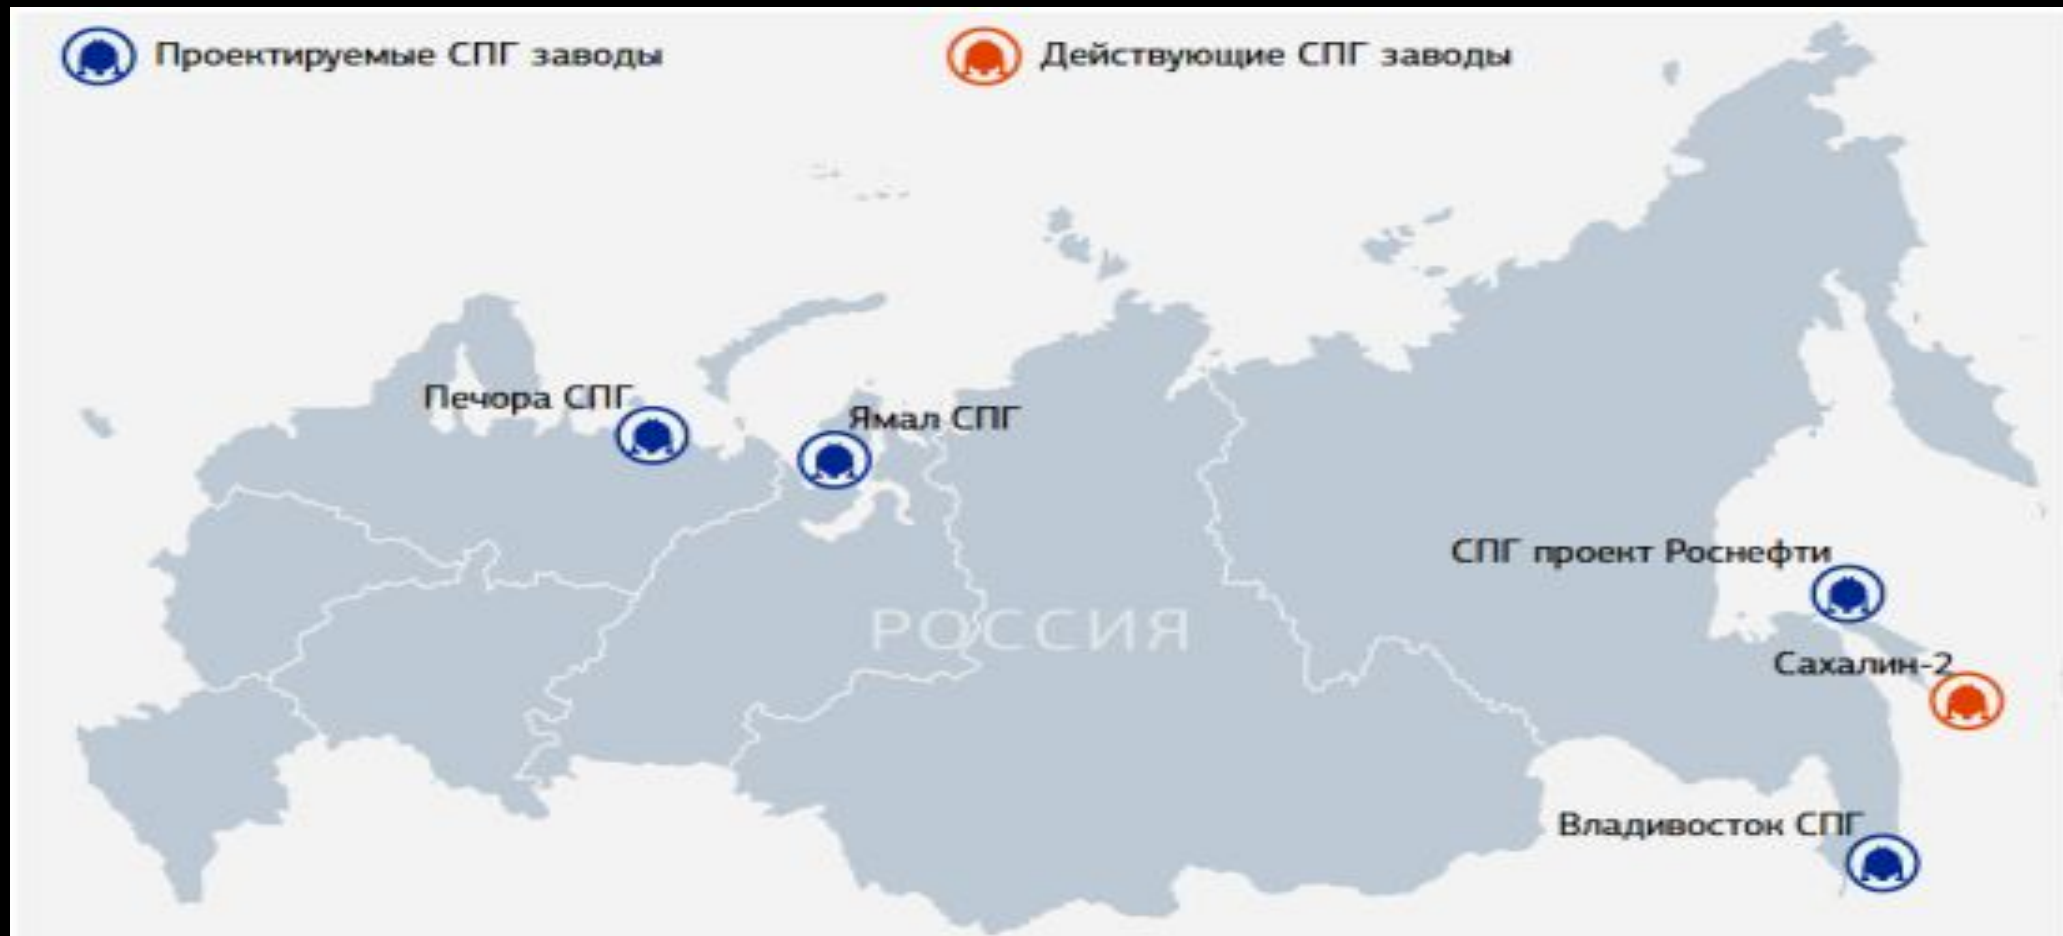 Проектируемые СПГ заводы
Действующие СПГ заводы
Печора СПГ
Ямал СПГ
СПГ проект Роснефти
РОССИЯ
Сахалин-2
Владивосток СПГ